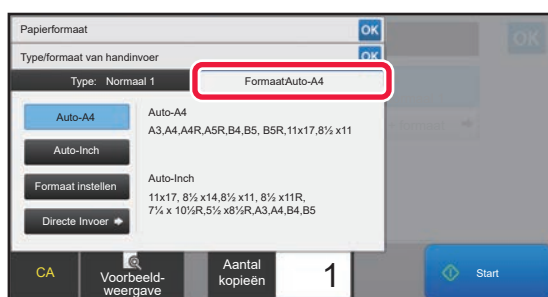 Papierformaat
OK
OK
Type/formaat van handinvoer
OK
Type: Normaal 1
FormaatAuto-A4
Auto-A4
Auto-A4
A3,A4,A4R,A5R,B4,B5, B5R,11x17,8½ x11
Auto-Inch
Formaat instellen
Auto-Inch
11x17, 8½ x14,8½ x11, 8½ x11R,
7¼ x 10½R,5½ x8½R,A3,A4,B4,B5
Directe Invoer
CA
Voorbeeld-
weergave
Aantal
kopieën
1
Start